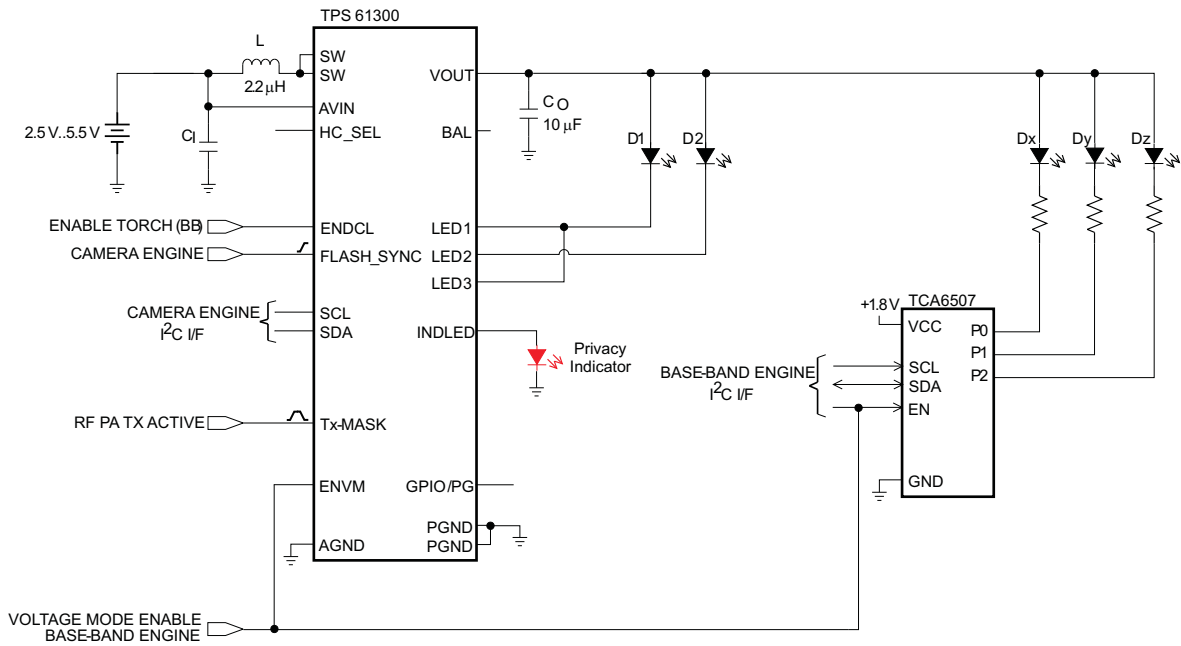 TPS 61300
L
2.2 μH
SW
SW
AVIN
HC_SEL
2.5 V..5.5 V
CI
VOUT
BAL
CO
10 μF
D1
D2
Dx
Dy
Dz
ENABLE TORCH (BB)
ENDCL
CAMERA ENGINE
FLASH_SYNC
LED1
LED2
LED3
CAMERA ENGINE
I2C I/F
SCL
SDA
INDLED
Privacy
Indicator
RF PA TX ACTIVE
Tx-MASK
ENVM
GPIO/PG
PGND
PGND
AGND
+1.8 V
TCA6507
VCC
P0
P1
P2
BASE-BAND ENGINE
I2C I/F
SCL
SDA
EN
GND
VOLTAGE MODE ENABLE
BASE-BAND ENGINE